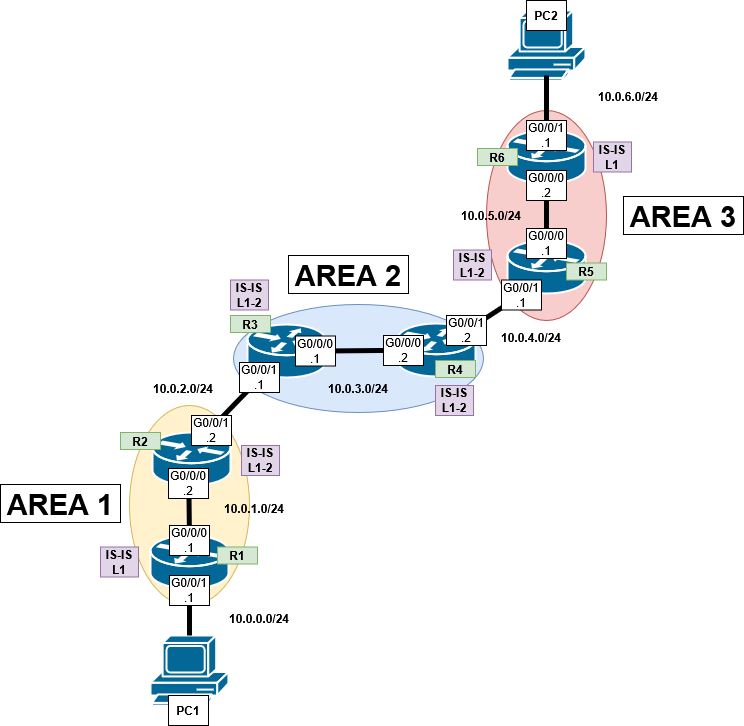 PC2
10.0.6.0/24
G0/0/1
.1
R6
IS-IS
L1
G0/0/0
.2
10.0.5.0/24
AREA 3
G0/0/0
.1
IS-IS
L1-2
R5
G0/0/1
.1
AREA 2
IS-IS
L1-2
R3
G0/0/1
.2
10.0.4.0/24
G0/0/0
.1
G0/0/0
.2
R4
G0/0/1
.1
10.0.3.0/24
10.0.2.0/24
IS-IS
L1-2
G0/0/1
.2
R2
IS-IS
L1-2
G0/0/0
.2
AREA 1
10.0.1.0/24
G0/0/0
.1
IS-IS
L1
R1
G0/0/1
.1
10.0.0.0/24
PC1